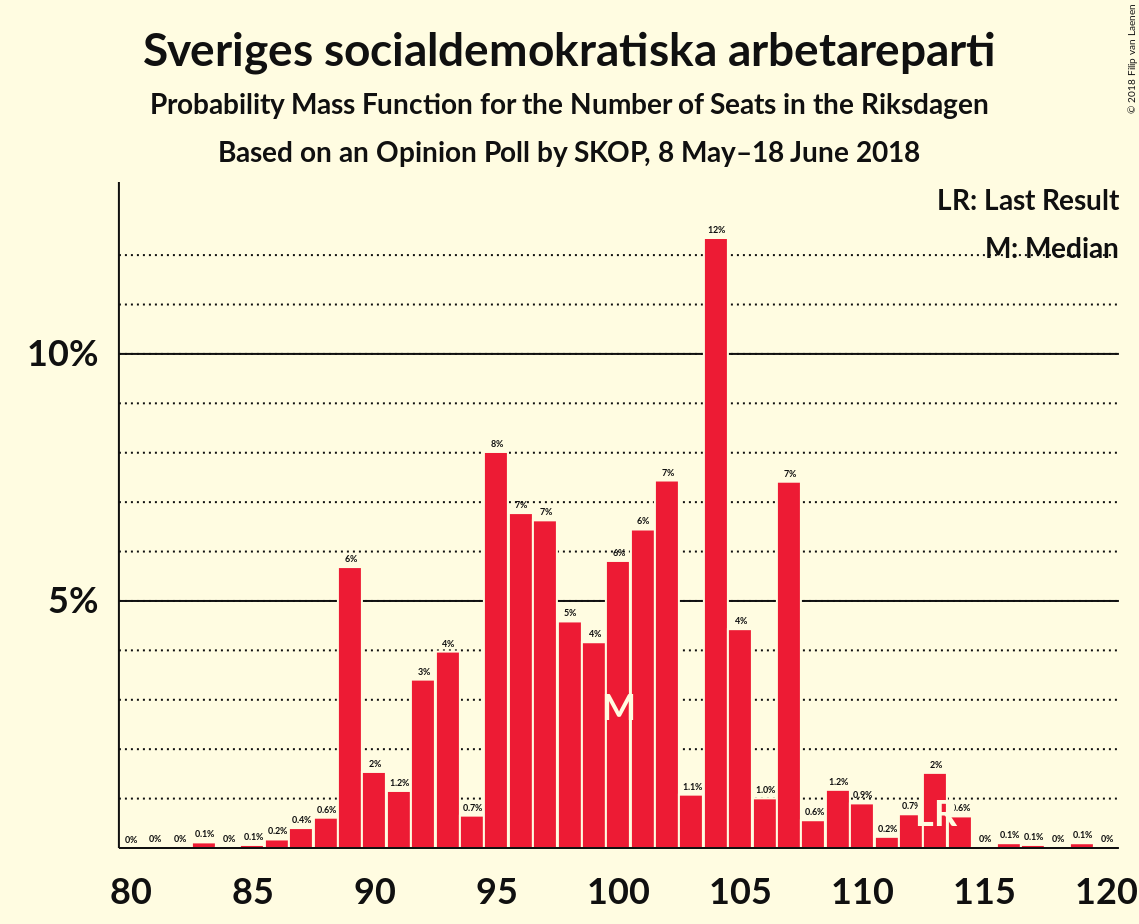 Sveriges socialdemokratiska arbetareparti
Probability Mass Function for the Number of Seats in the Riksdagen
Based on an Opinion Poll by SKOP, 8 May–18 June 2018
© 2018 Filip van Laenen
LR: Last Result
M: Median
10%
5%
0% 0% 0% 0.1% 0% 0.1% 0.2% 0.4% 0.6% 6% 2% 1.2% 3% 4% 0.7% 8% 7% 7% 5% 4% 6% 6% 7% 1.1% 12% 4% 1.0% 7% 0.6% 1.2% 0.9% 0.2% 0.7% 2% 0.6% 0% 0.1% 0.1% 0% 0.1% 0%
M
LR
80 85 90 95 100 105 110 115 120